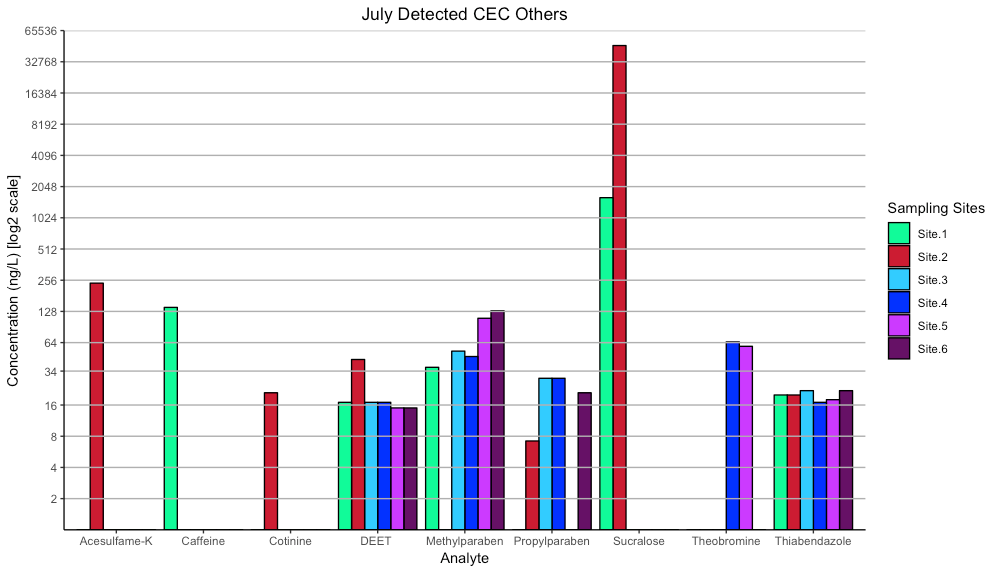 July Detected CEC Others
Concentration (ng/L) [log2 scale]
65536
32768
16384
8192
4096
2048
1024
512
256
128
64
34
16
8
4
2
Acesulfame-K Caffeine Cotinine DEET Methylparaben Propylparaben Sucralose Theobromine Thiabendazole
Analyte
Sampling Sites
Site.1
Site.2
Site.3
Site.4
Site.5
Site.6